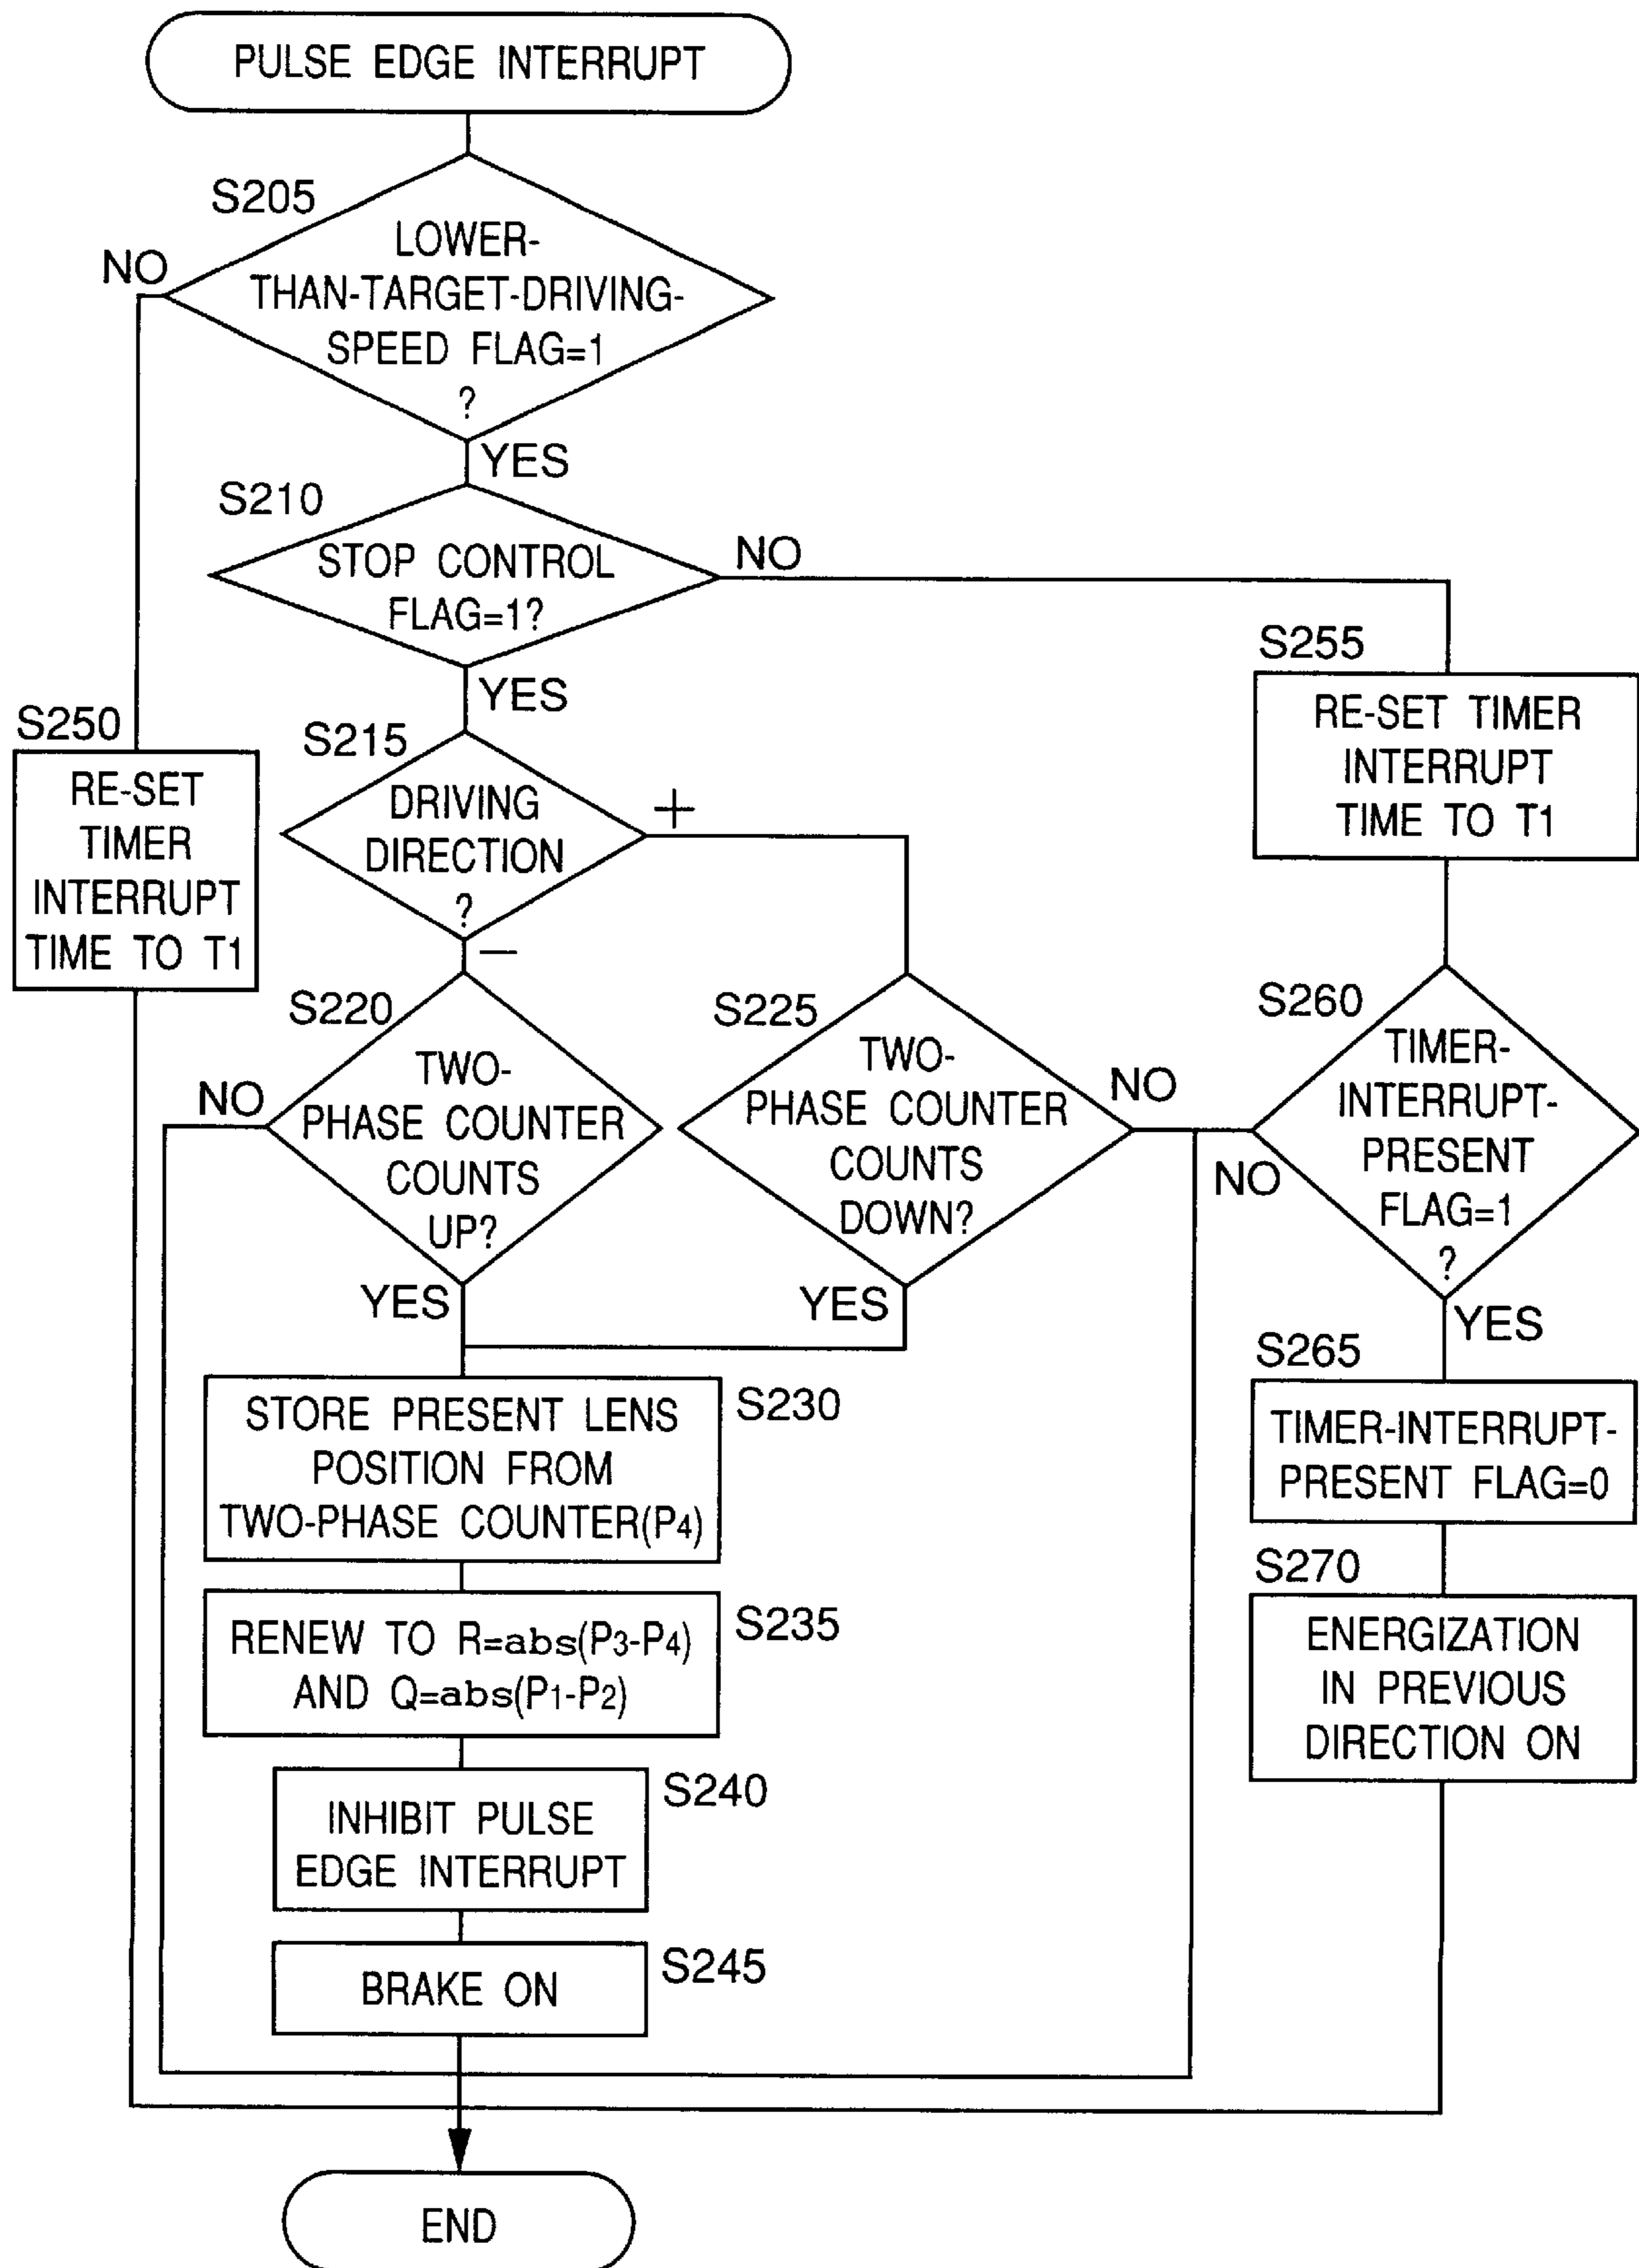 PULSE EDGE INTERRUPT
S205
LOWER-
THAN-TARGET-DRIVING-
SPEED FLAG=1
?
NO
YES
S210
STOP CONTROL
FLAG=1?
NO
YES
S215
DRIVING
DIRECTION
?
+
−
S220
TWO-
PHASE COUNTER
COUNTS
UP?
NO
YES
S225
TWO-
PHASE COUNTER
COUNTS
DOWN?
NO
YES
S230
STORE PRESENT LENS
POSITION FROM
TWO-PHASE COUNTER(P4)
S235
RENEW TO R=abs(P3-P4)
AND Q=abs(P1-P2)
S240
INHIBIT PULSE
EDGE INTERRUPT
S245
BRAKE ON
S250
RE-SET
TIMER
INTERRUPT
TIME TO T1
S255
RE-SET TIMER
INTERRUPT
TIME TO T1
S260
TIMER-
INTERRUPT-
PRESENT
FLAG=1
?
NO
YES
S265
TIMER-INTERRUPT-
PRESENT FLAG=0
S270
ENERGIZATION
IN PREVIOUS
DIRECTION ON
END